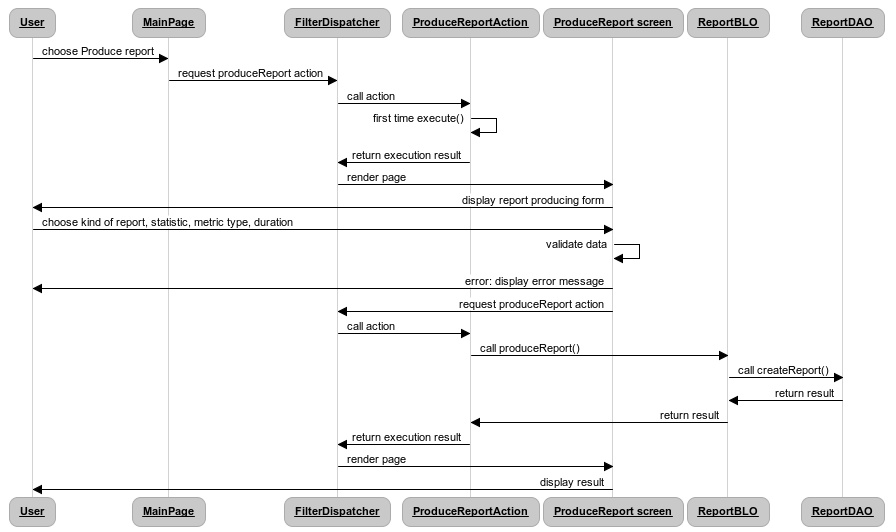 User MainPage FilterDispatcher ProduceReportAction ProduceReport screen ReportBLO ReportDAO
choose Produce report
request produceReport action
call action
first time execute()
return execution result
render page
display report producing form
choose kind of report, statistic, metric type, duration
validate data
error: display error message
request produceReport action
call action
call produceReport()
call createReport()
return result
return result
return execution result
render page
display result
User MainPage FilterDispatcher ProduceReportAction ProduceReport screen ReportBLO ReportDAO